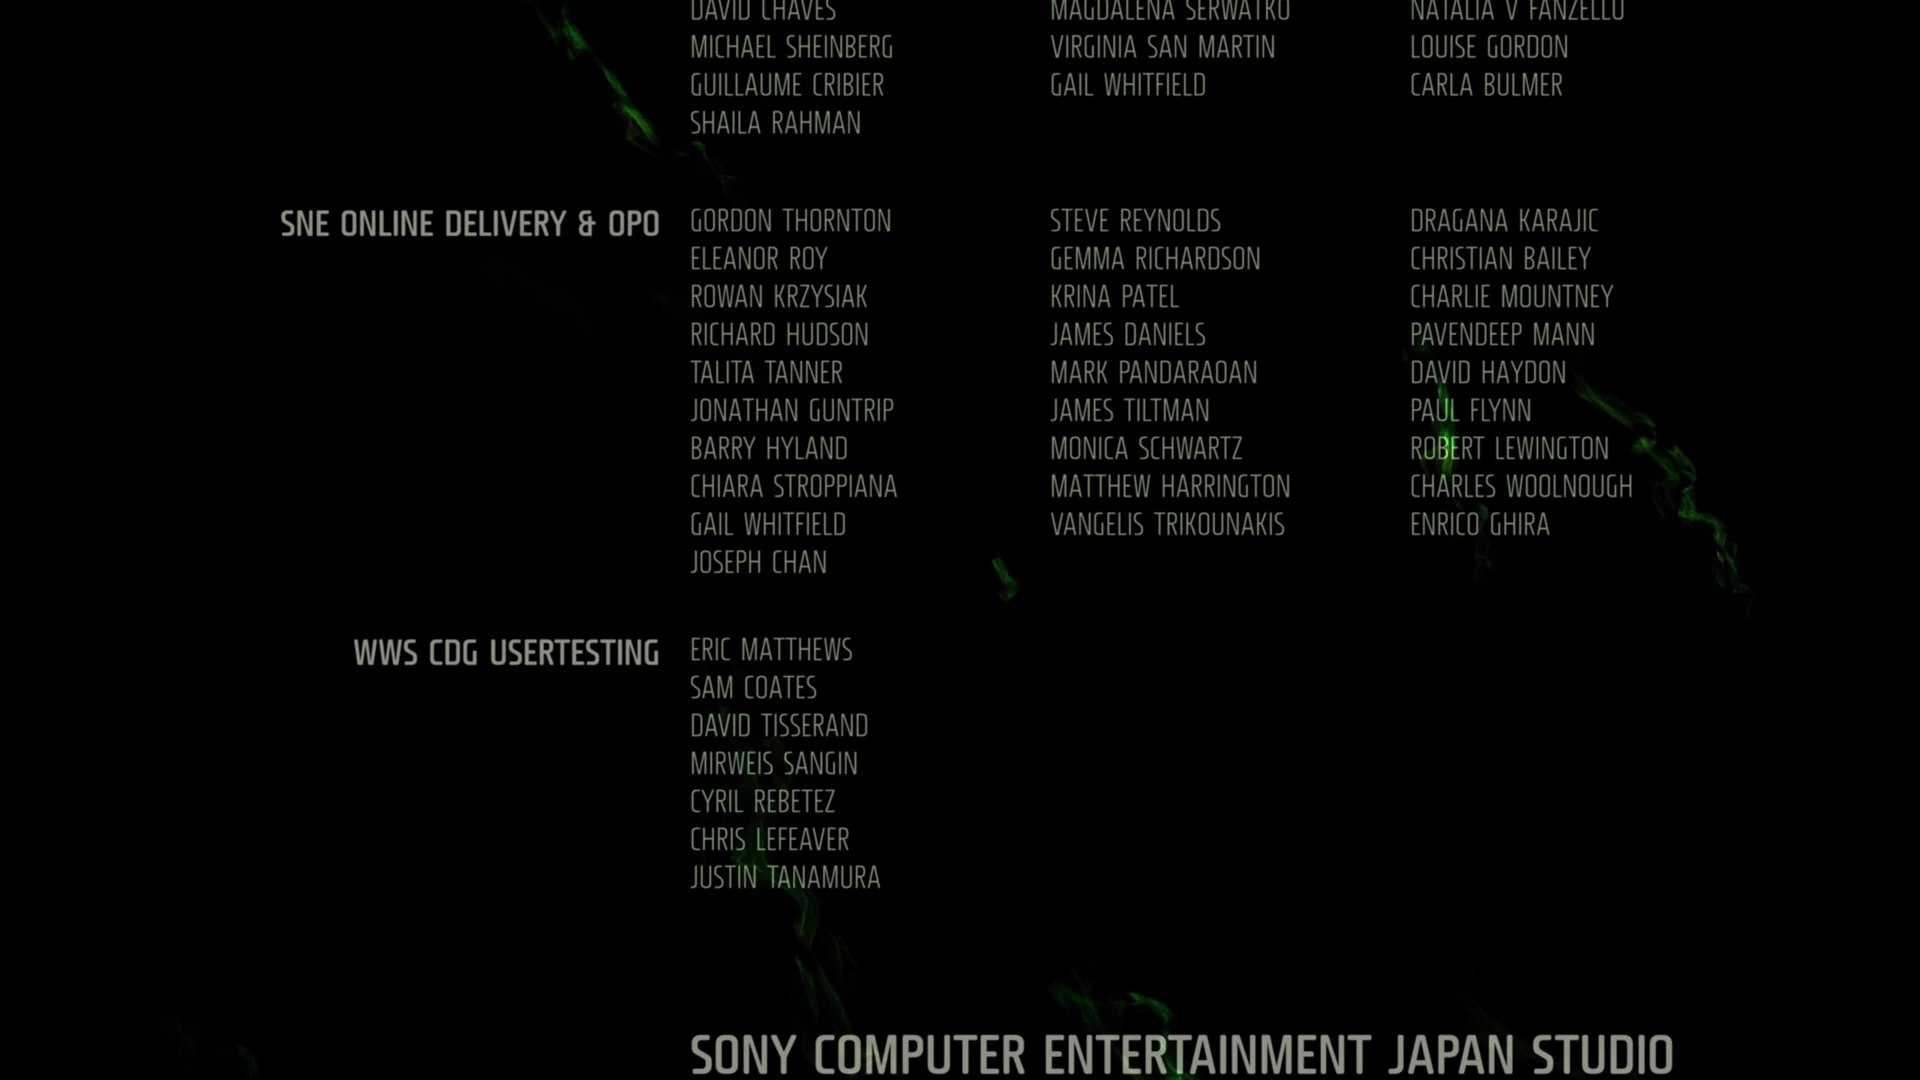 DAVID CHAVES MAGDALENA SERWATKO NATALIA V FANZELLO
MICHAEL SHEINBERG VIRGINIA SAN MARTIN LOUISE GORDON
GUILLAUME CRIBIER GAIL WHITFIELD CARLA BULMER
SHAILA RAHMAN
SNE ONLINE DELIVERY & OPO GORDON THORNTON STEVE REYNOLDS DRAGANA KARAJIC
ELEANOR ROY GEMMA RICHARDSON CHRISTIAN BAILEY
ROWAN KRZYSIAK KRINA PATEL CHARLIE MOUNTNEY
RICHARD HUDSON JAMES DANIELS PAVENDEEP MANN
TALITA TANNER MARK PANDARAOAN DAVID HAYDON
JONATHAN GUNTRIP JAMES TILTMAN PAUL FLYNN
BARRY HYLAND MONICA SCHWARTZ ROBERT LEWINGTON
CHIARA STROPPIANA MATTHEW HARRINGTON CHARLES WOOLNOUGH
GAIL WHITFIELD VANGELIS TRIKOUNAKIS ENRICO GHIRA
JOSEPH CHAN
WWS CDG USERTESTING ERIC MATTHEWS
SAM COATES
DAVID TISSERAND
MIRWEIS SANGIN
CYRIL REBETEZ
CHRIS LEFEAVER
JUSTIN TANAMURA
SONY COMPUTER ENTERTAINMENT JAPAN STUDIO